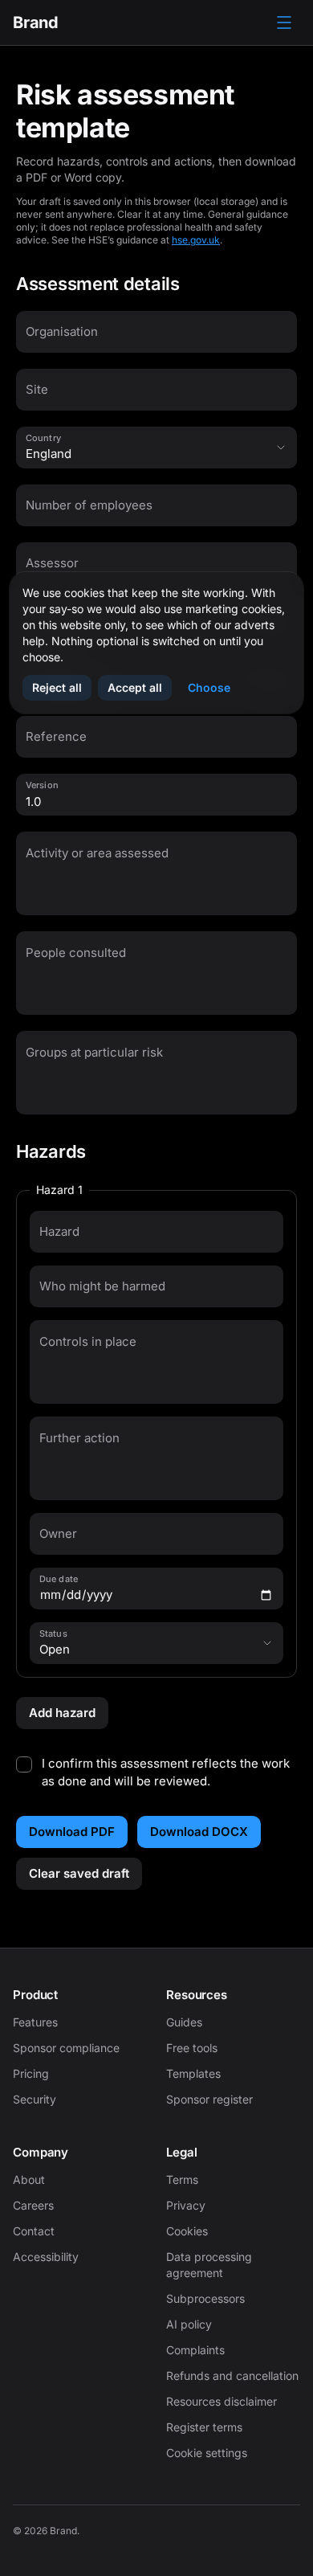 Brand
Risk assessment
template
Record hazards, controls and actions, then download
a PDF or Word copy.
Your draft is saved only in this browser (local storage) and is
never sent anywhere. Clear it at any time. General guidance
only; it does not replace professional health and safety
advice. See the HSE’s guidance at hse.gov.uk.
Assessment details
Organisation
Site
Country
England
Number of employees
Assessor
We use cookies that keep the site working. With
your say-so we would also use marketing cookies,
on this website only, to see which of our adverts
help. Nothing optional is switched on until you
choose.
Reject all
Accept all
Choose
Reference
Version
1.0
Activity or area assessed
People consulted
Groups at particular risk
Hazards
Hazard 1
Hazard
Who might be harmed
Controls in place
Further action
Owner
Due date
mm/dd/yyyy
Status
Open
Add hazard
I confirm this assessment reflects the work
as done and will be reviewed.
Download PDF
Download DOCX
Clear saved draft
Product
Features
Sponsor compliance
Pricing
Security
Resources
Guides
Free tools
Templates
Sponsor register
Company
About
Careers
Contact
Accessibility
Legal
Terms
Privacy
Cookies
Data processing
agreement
Subprocessors
AI policy
Complaints
Refunds and cancellation
Resources disclaimer
Register terms
Cookie settings
© 2026 Brand.